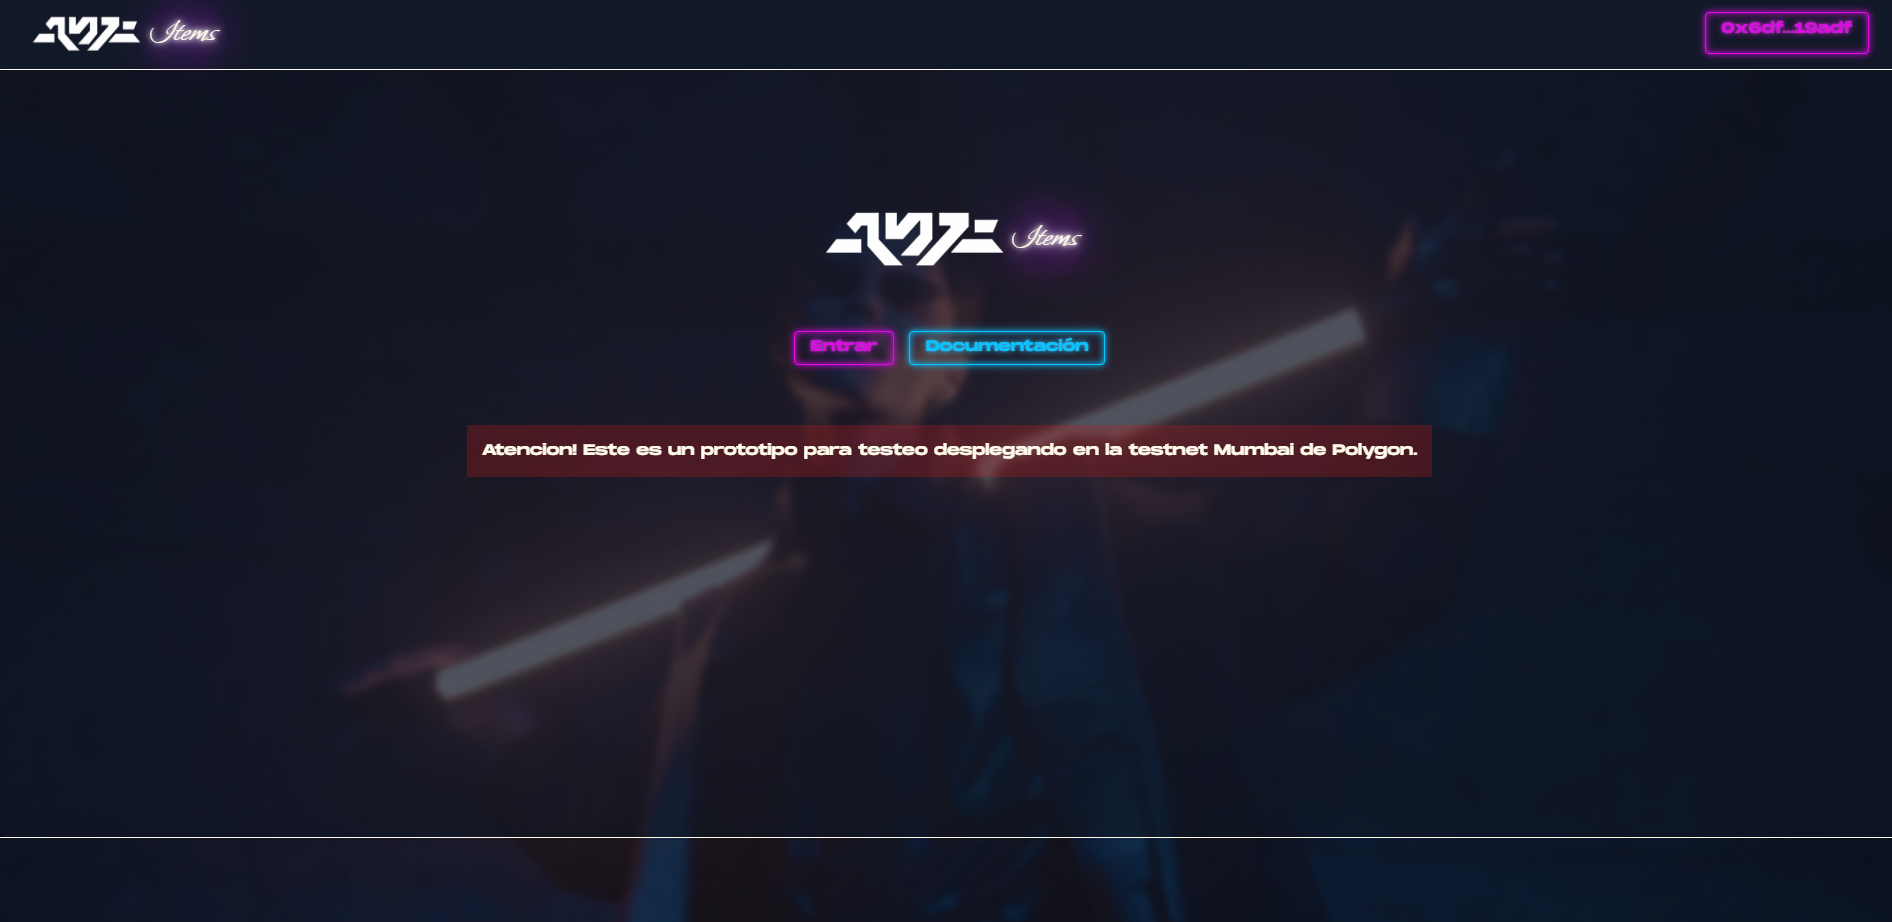 Items
0x6df...19adf
Items
Entrar
Documentación
Atencion! Este es un prototipo para testeo desplegando en la testnet Mumbai de Polygon.